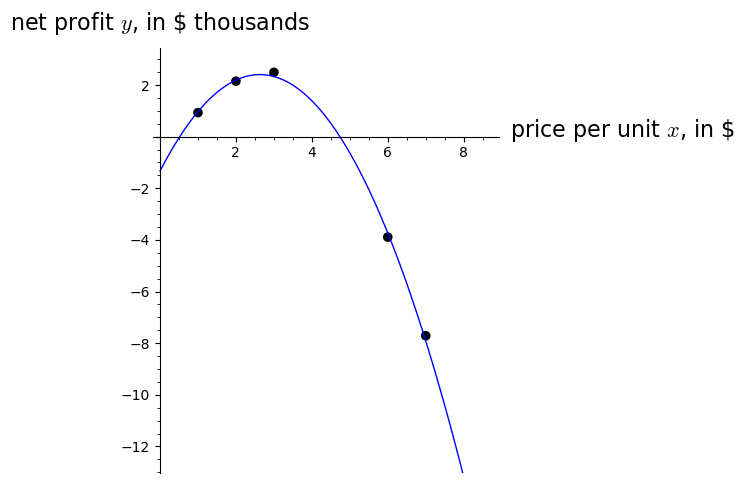 net profit y, in $ thousands
2
price per unit x, in $
2 4 6 8
−2
−4
−6
−8
−10
−12